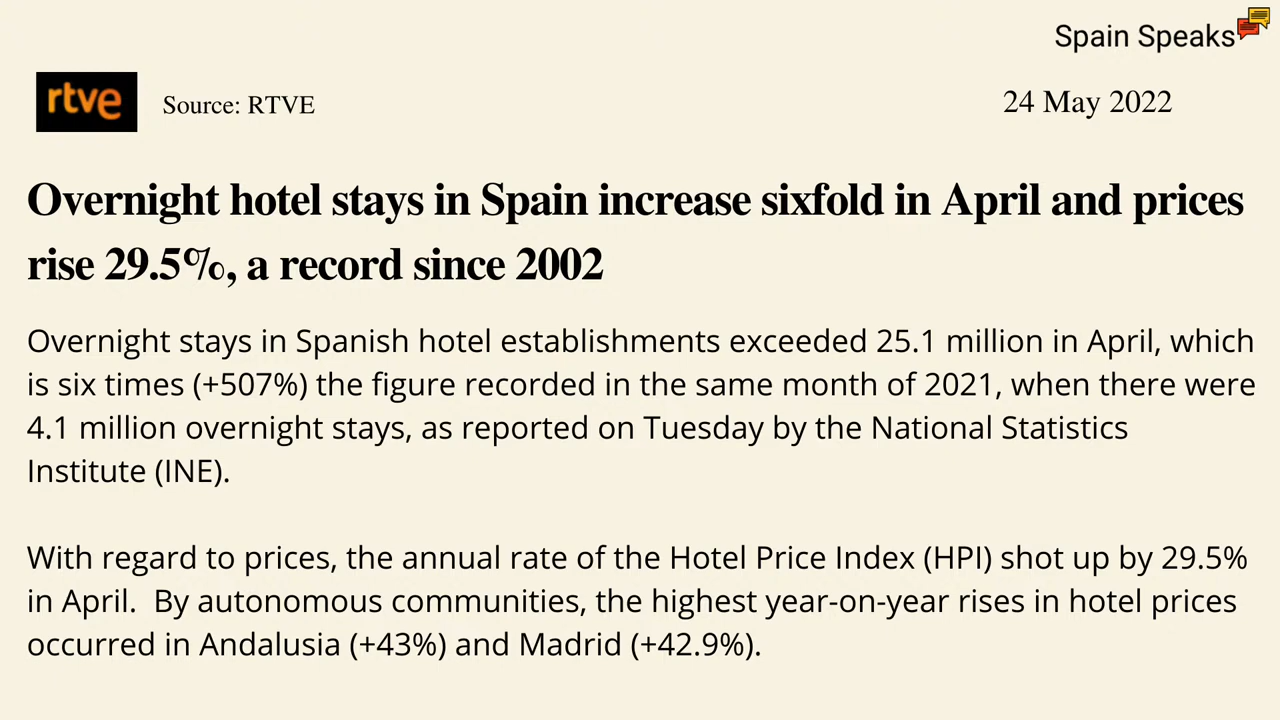 Spain Speaks
rtve
Source: RTVE
24 May 2022
Overnight hotel stays in Spain increase sixfold in April and prices
rise 29.5%, a record since 2002
Overnight stays in Spanish hotel establishments exceeded 25.1 million in April, which
is six times (+507%) the figure recorded in the same month of 2021, when there were
4.1 million overnight stays, as reported on Tuesday by the National Statistics
Institute (INE).
With regard to prices, the annual rate of the Hotel Price Index (HPI) shot up by 29.5%
in April.  By autonomous communities, the highest year-on-year rises in hotel prices
occurred in Andalusia (+43%) and Madrid (+42.9%).